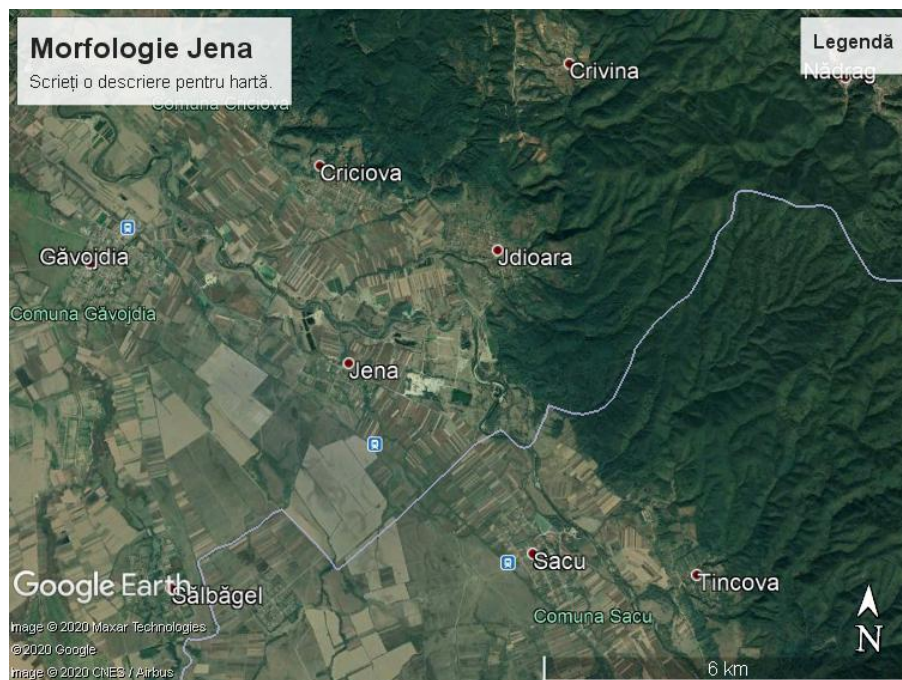 Morfologie Jena
Scrieți o descriere pentru hartă.
Legendă
Crivina
Nădrag
Comuna Criciova
Criciova
Găvojdia
Jdioara
Comuna Găvojdia
Jena
Sacu
Tincova
Google Earth
Sălbăgel
Comuna Sacu
Image © 2020 Maxar Technologies
© 2020 Google
Image © 2020 CNES / Airbus
N
6 km